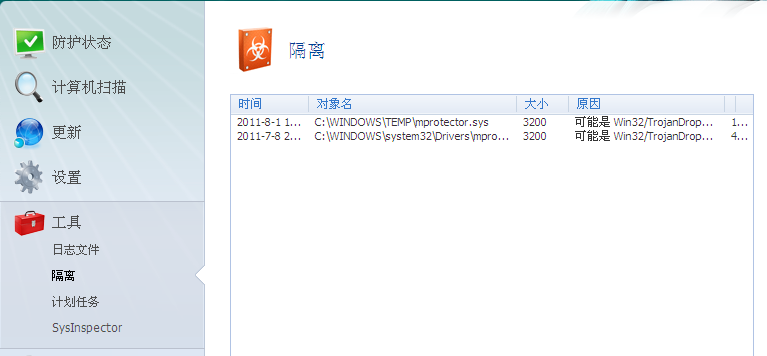 防护状态
计算机扫描
更新
设置
工具
日志文件
隔离
计划任务
SysInspector
隔离
时间 对象名 大小 原因
2011-8-1 1... C:\WINDOWS\TEMP\mprotector.sys 3200 可能是 Win32/TrojanDrop... 1...
2011-7-8 2... C:\WINDOWS\system32\Drivers\mpro... 3200 可能是 Win32/TrojanDrop... 4...